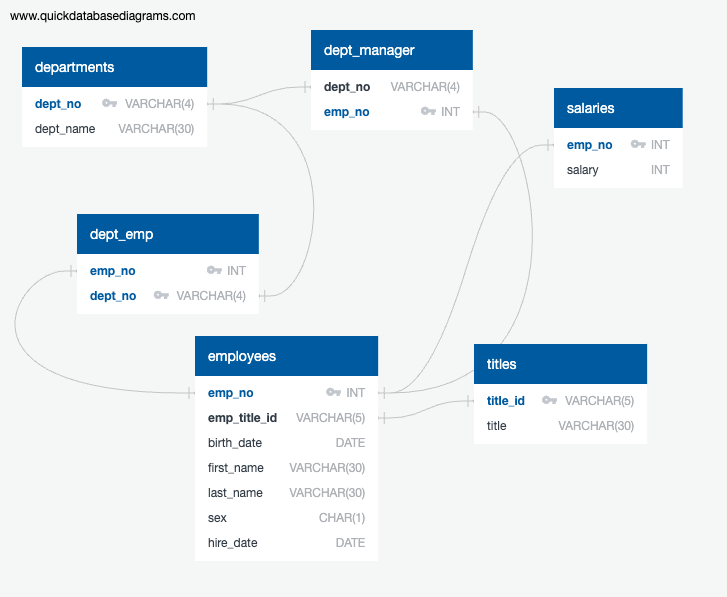 www.quickdatabasediagrams.com
departments
dept_no VARCHAR(4)
dept_name VARCHAR(30)
dept_manager
dept_no VARCHAR(4)
emp_no INT
salaries
emp_no INT
salary INT
dept_emp
emp_no INT
dept_no VARCHAR(4)
employees
emp_no INT
emp_title_id VARCHAR(5)
birth_date DATE
first_name VARCHAR(30)
last_name VARCHAR(30)
sex CHAR(1)
hire_date DATE
titles
title_id VARCHAR(5)
title VARCHAR(30)